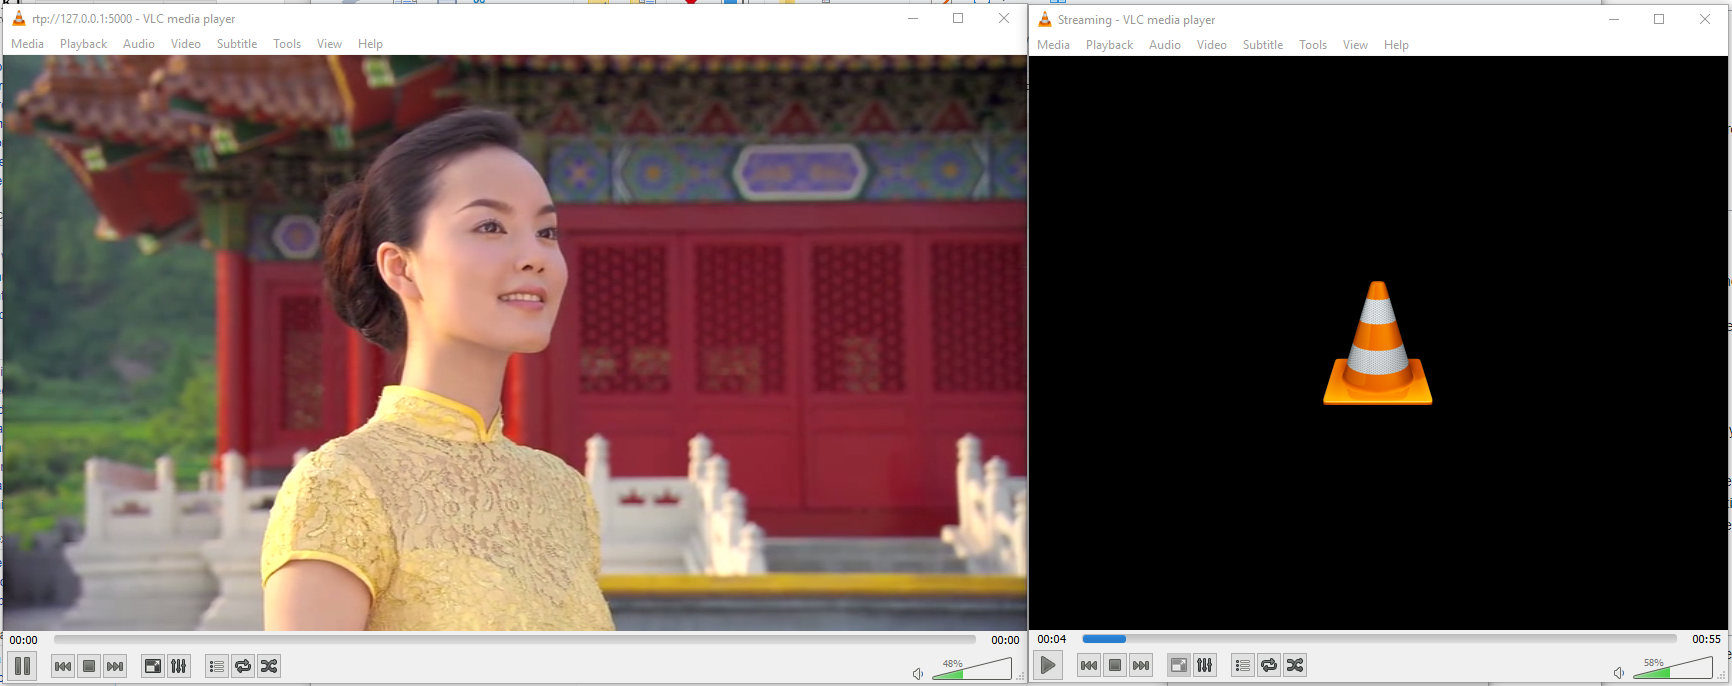 rtp://127.0.0.1:5000 - VLC media player
Media Playback Audio Video Subtitle Tools View Help
00:00 00:00
48%
Streaming - VLC media player
Media Playback Audio Video Subtitle Tools View Help
00:04 00:55
58%